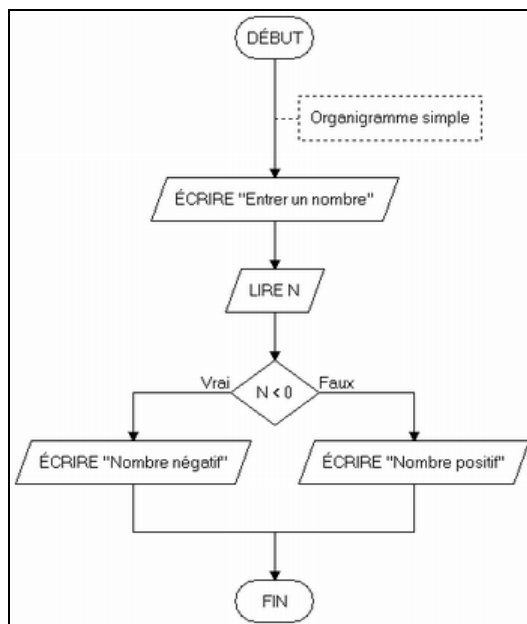 DÉBUT
Organigramme simple
ÉCRIRE "Entrer un nombre"
LIRE N
Vrai
N < 0
Faux
ÉCRIRE "Nombre négatif"
ÉCRIRE "Nombre positif"
FIN